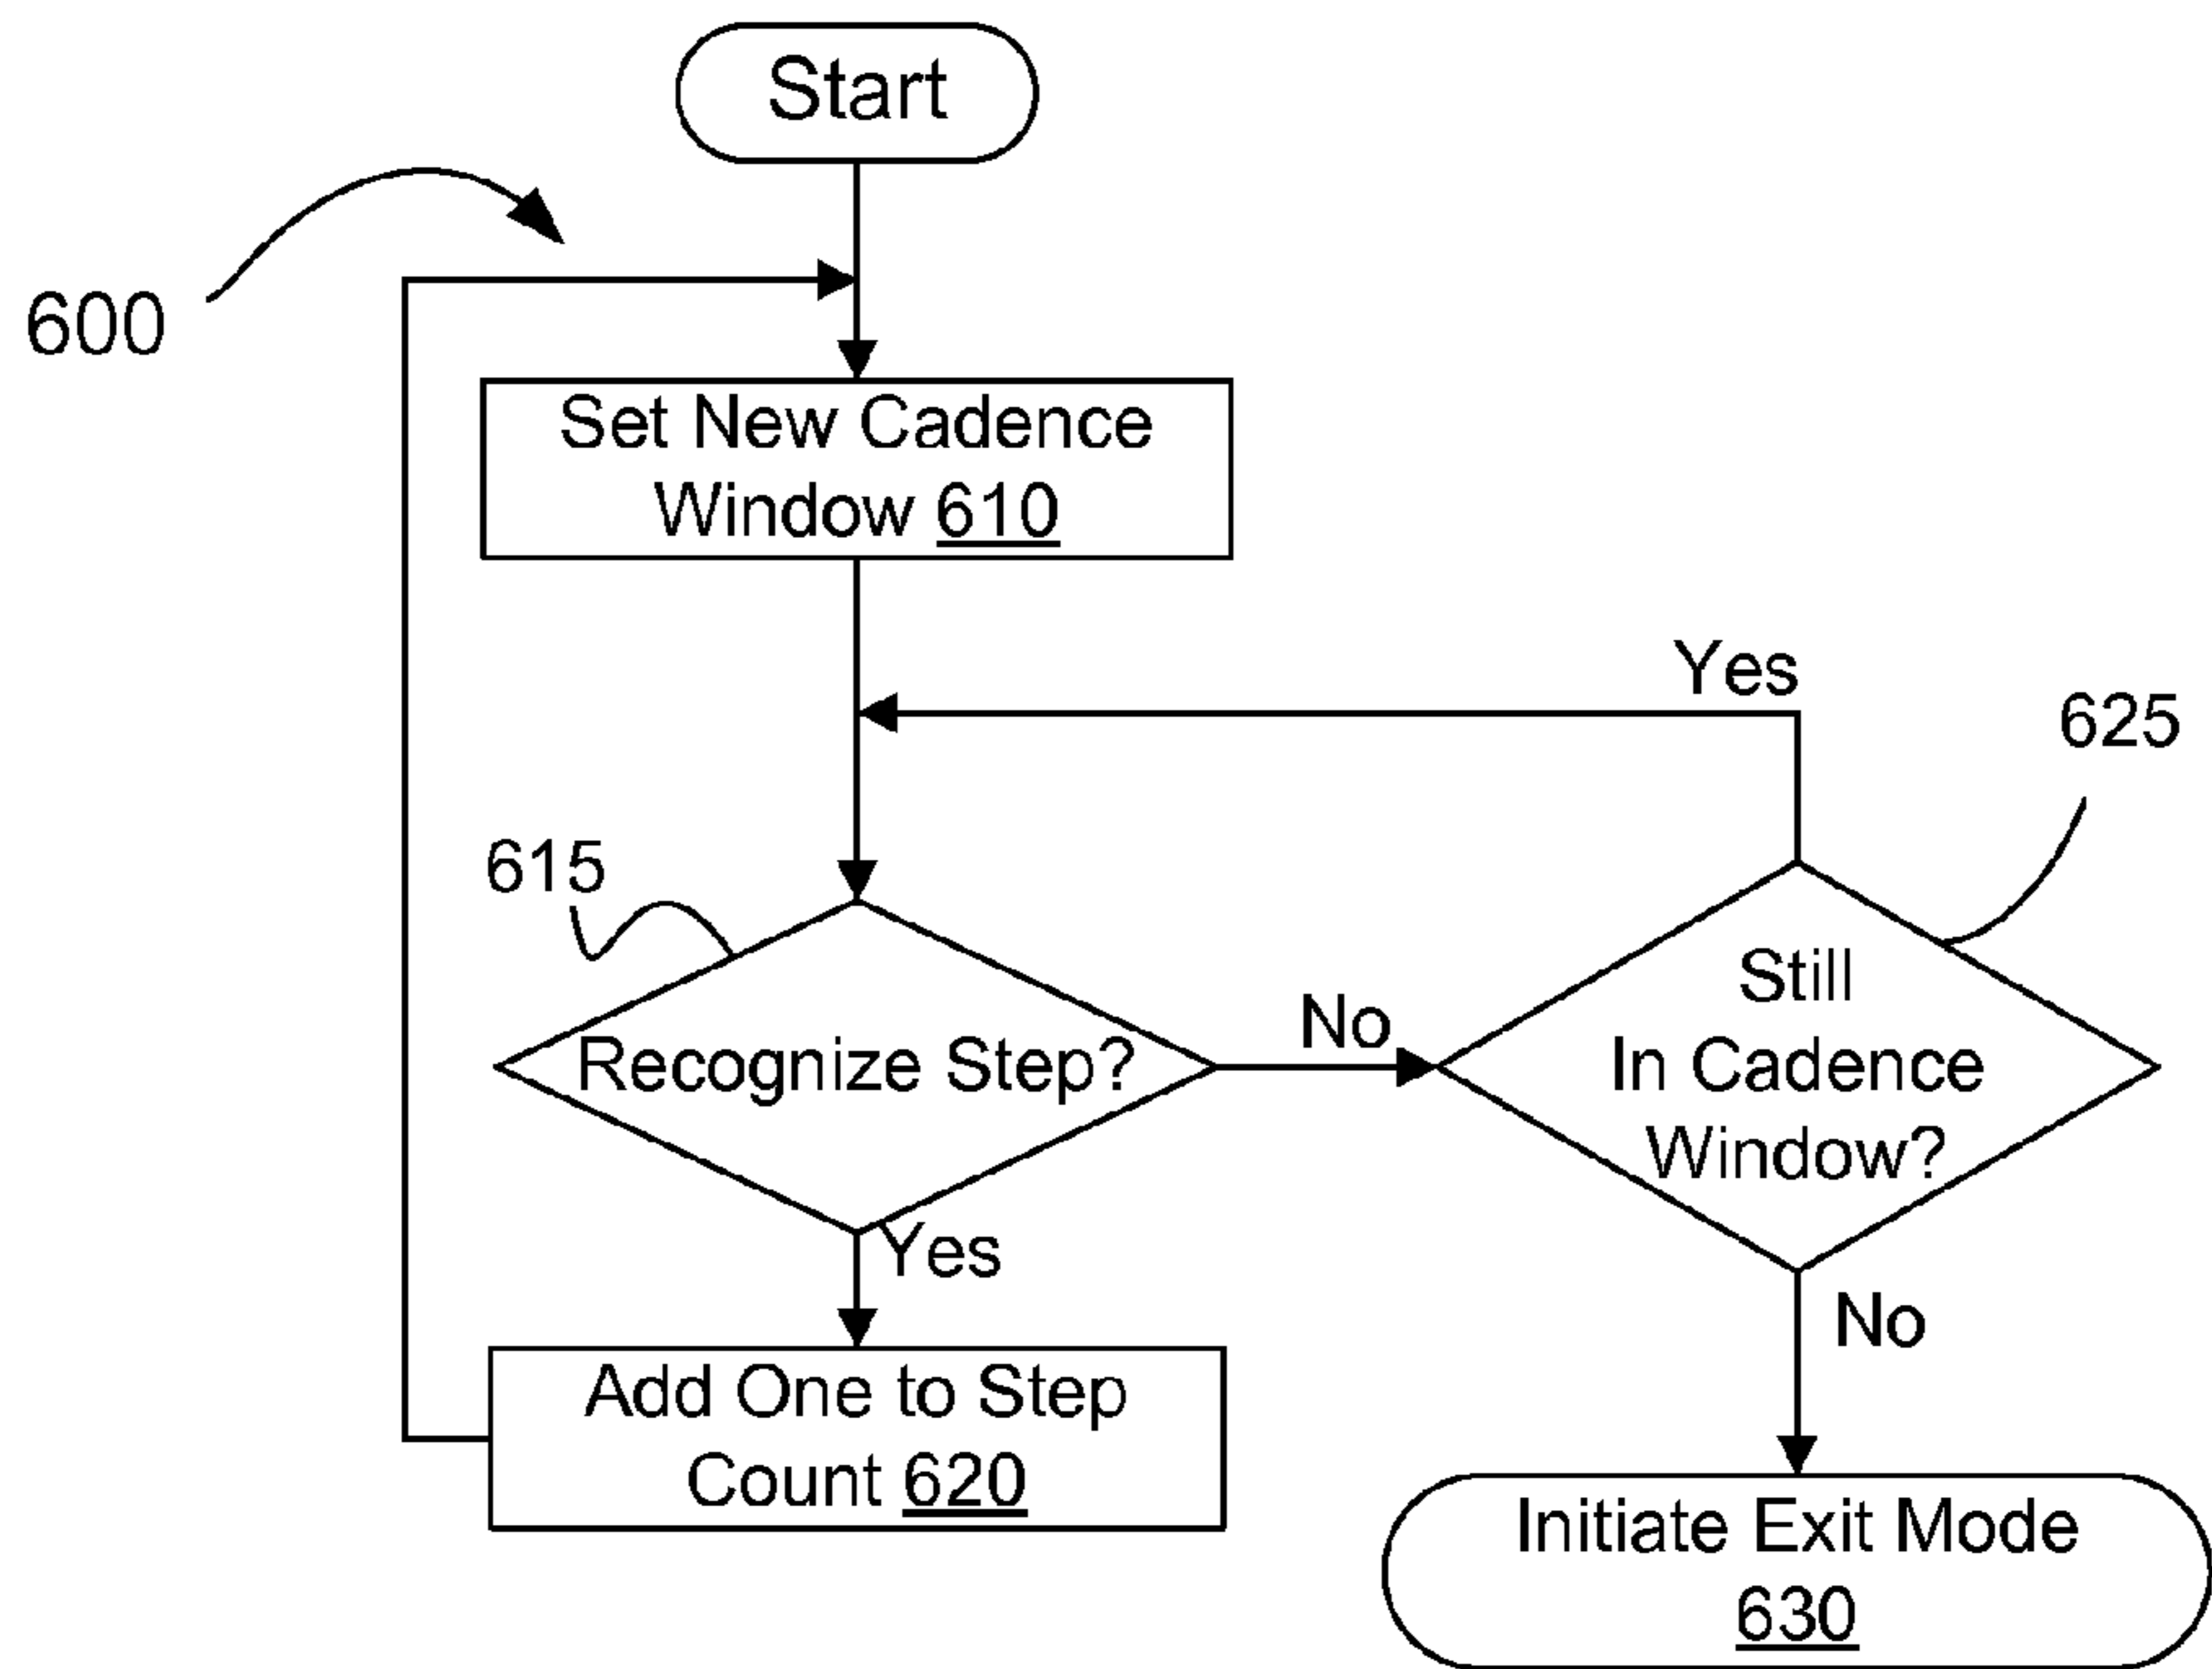 Start
600
Set New Cadence
Window 610
Yes
625
615
Recognize Step?
No
Still
In Cadence
Window?
Yes
No
Add One to Step
Count 620
Initiate Exit Mode
630